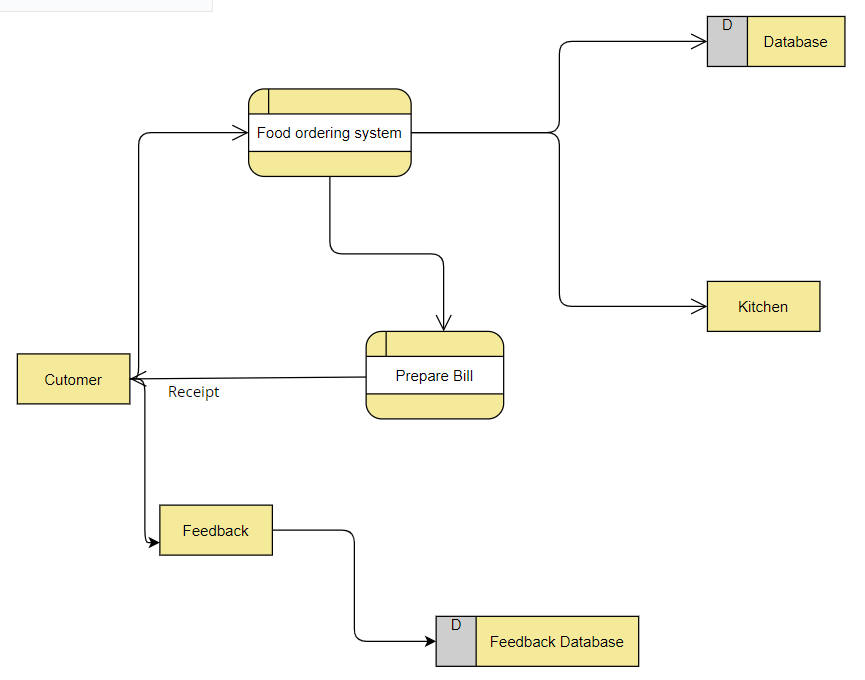 D
Database
Food ordering system
Kitchen
Cutomer
Prepare Bill
Receipt
Feedback
D
Feedback Database